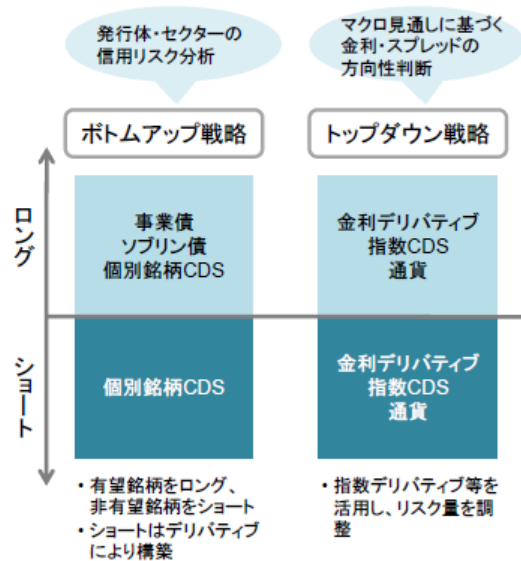 発行体・セクターの
信用リスク分析
マクロ見通しに基づく
金利・スプレッドの
方向性判断
ボトムアップ戦略
トップダウン戦略
ロング
事業債
ソブリン債
個別銘柄CDS
金利デリバティブ
指数CDS
通貨
ショート
個別銘柄CDS
金利デリバティブ
指数CDS
通貨
・有望銘柄をロング、
非有望銘柄をショート
・ショートはデリバティブ
により構築
・指数デリバティブ等を
活用し、リスク量を調
整